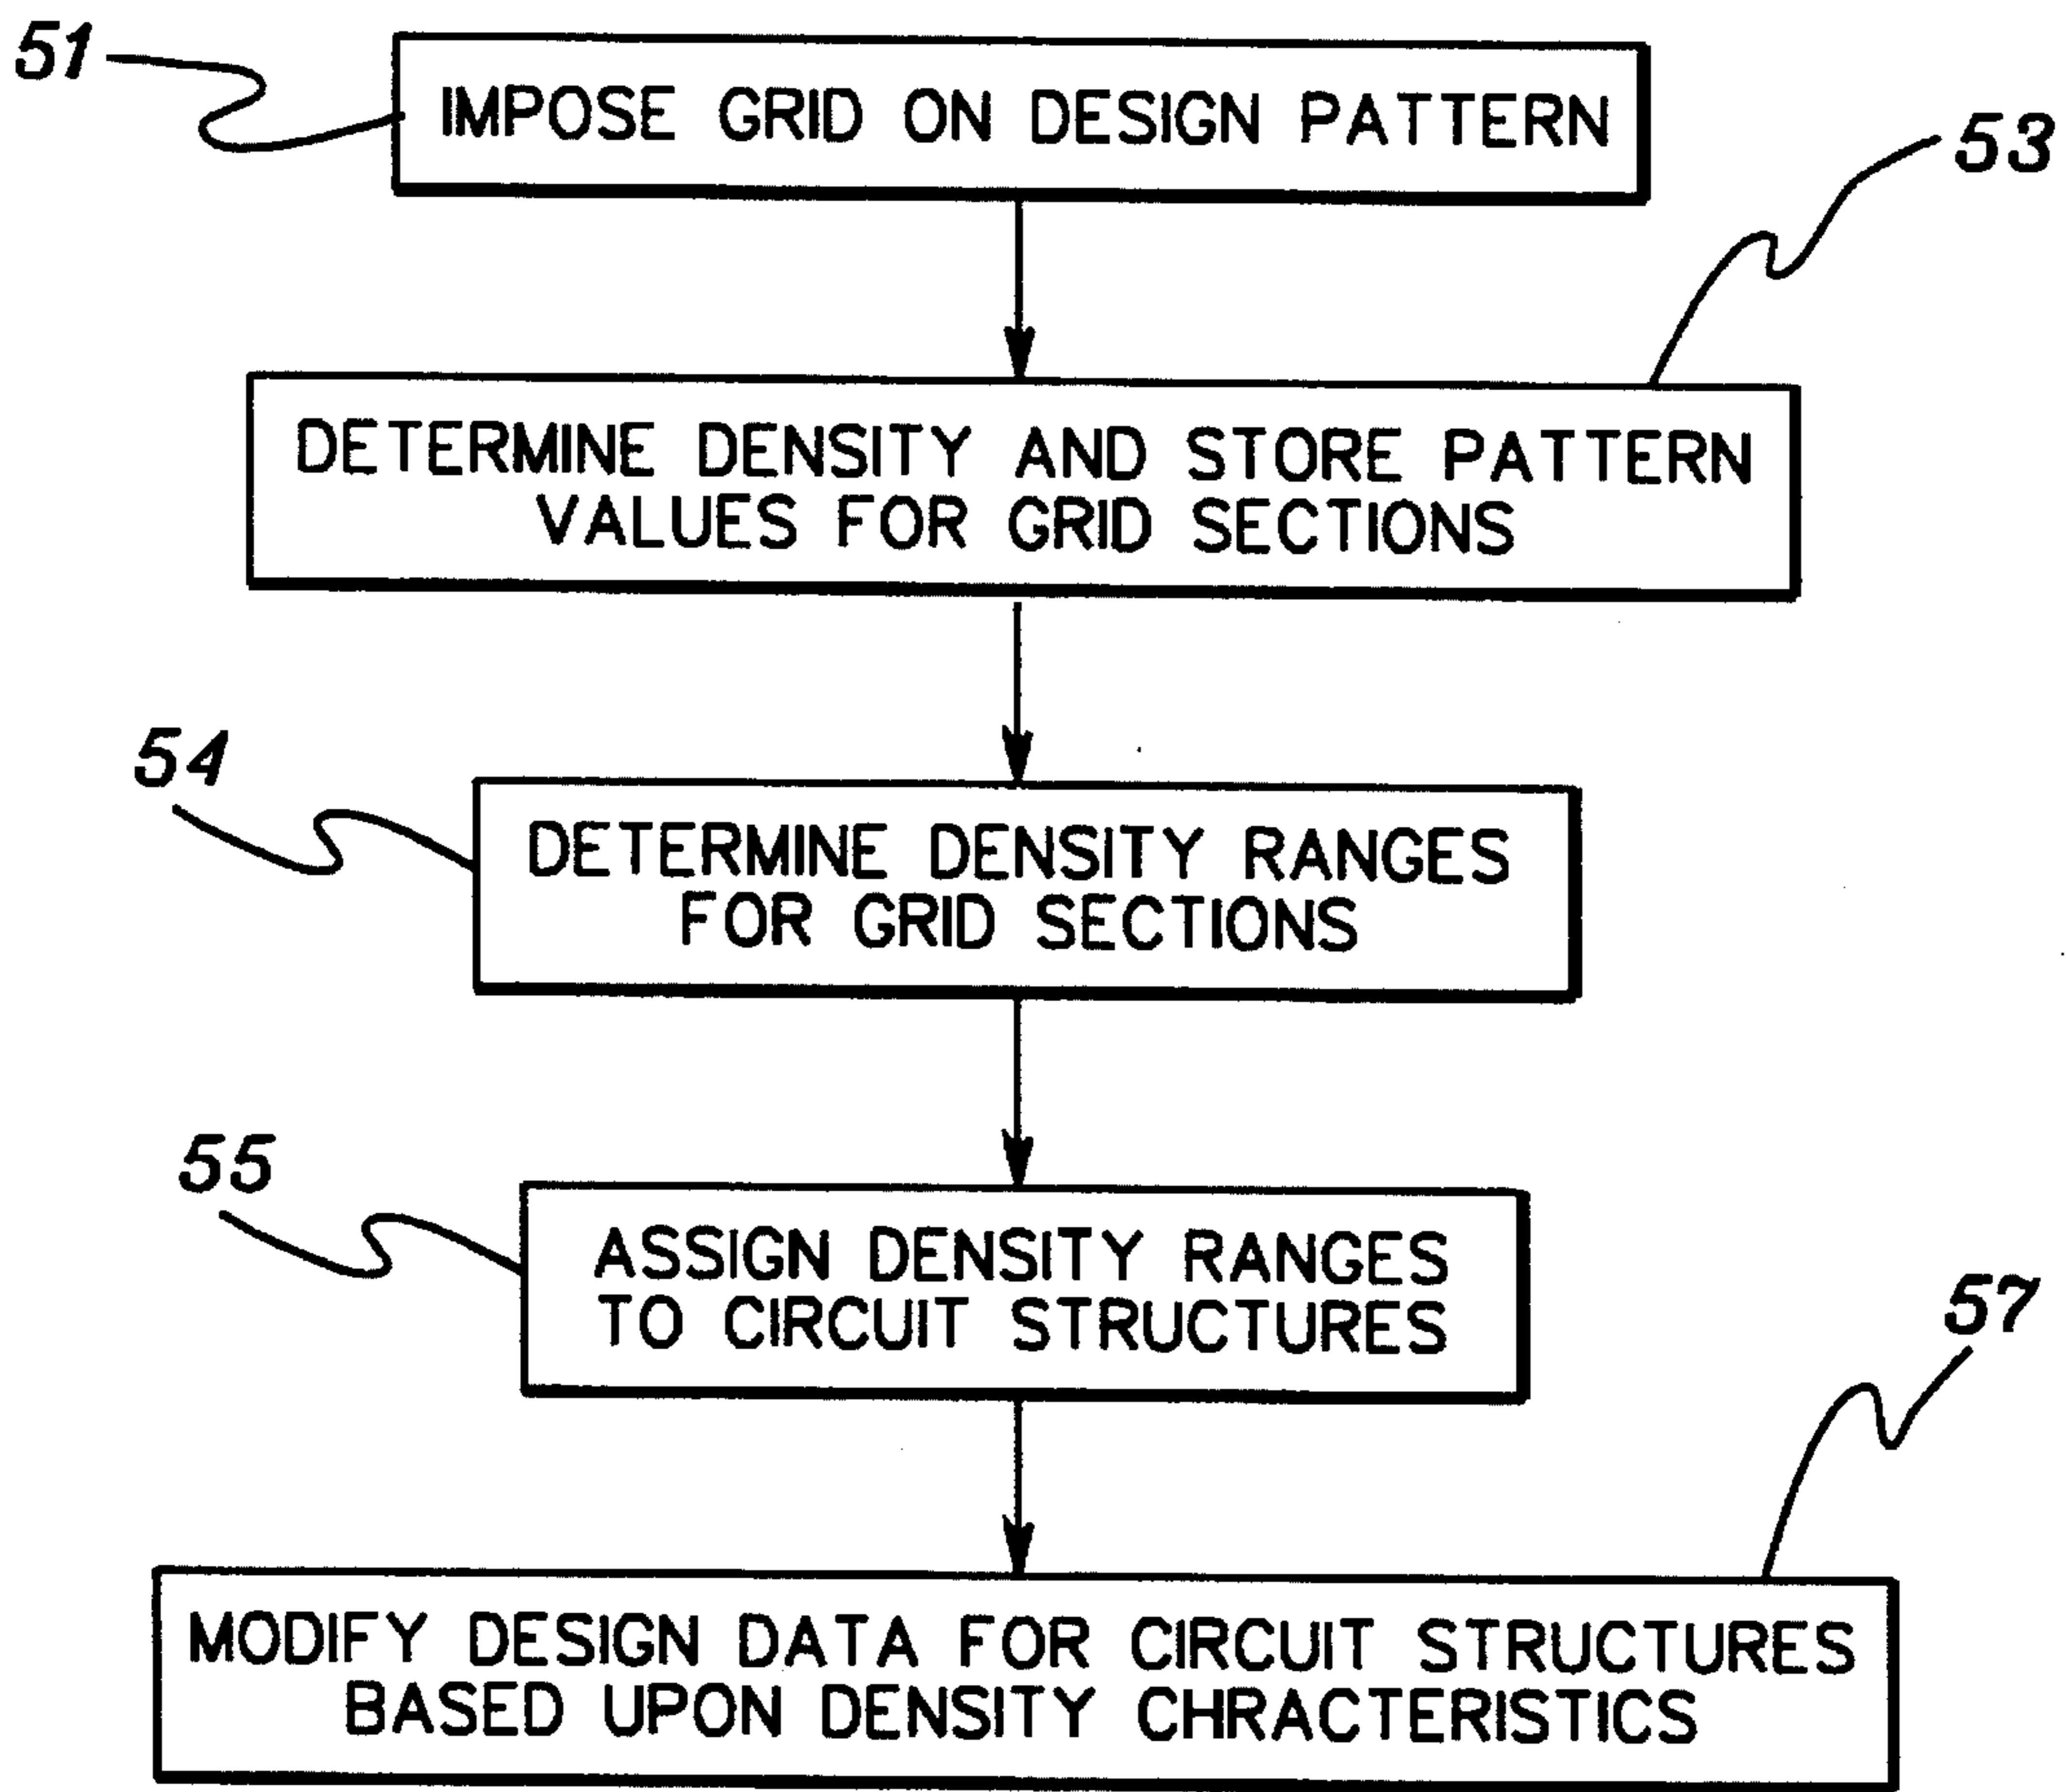 51
IMPOSE GRID ON DESIGN PATTERN
53
DETERMINE DENSITY AND STORE PATTERN
VALUES FOR GRID SECTIONS
54
DETERMINE DENSITY RANGES
FOR GRID SECTIONS
55
ASSIGN DENSITY RANGES
TO CIRCUIT STRUCTURES
57
MODIFY DESIGN DATA FOR CIRCUIT STRUCTURES
BASED UPON DENSITY CHRACTERISTICS